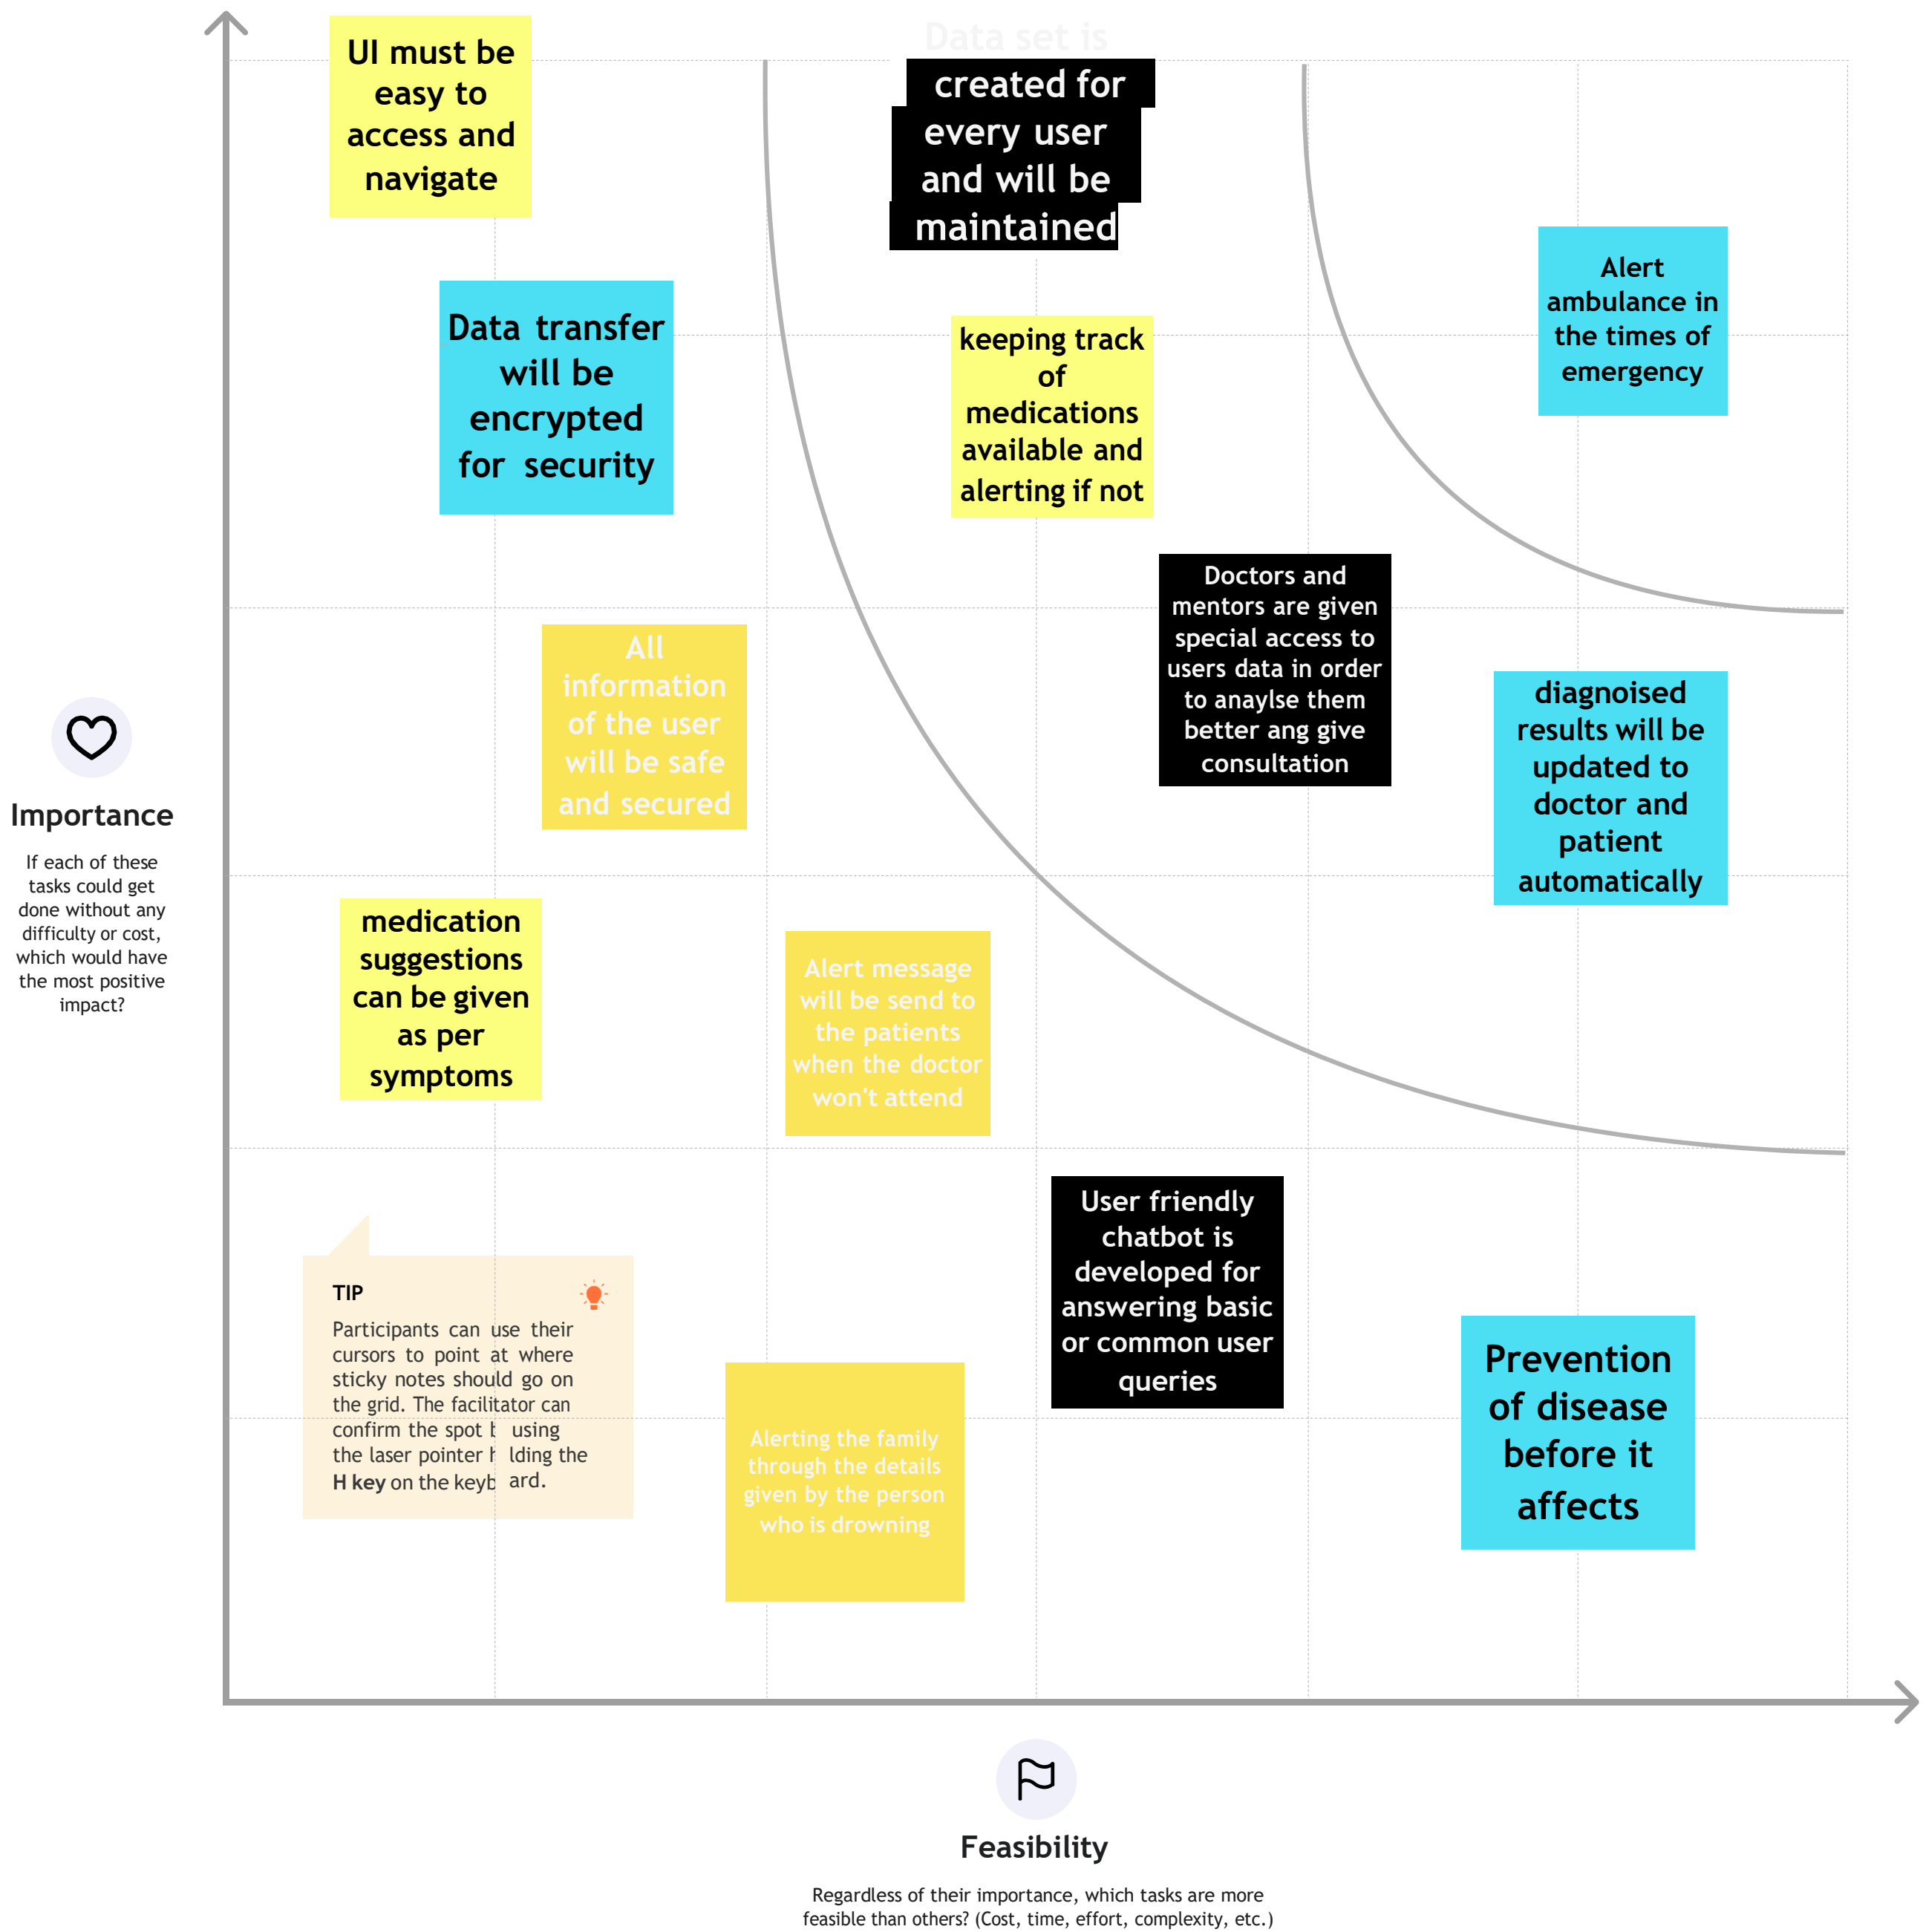 Data set is
created for
every user
and will be
maintained
UI must be
easy to
access and
navigate
Alert
ambulance in
the times of
emergency
Data transfer
will be
encrypted
for security
keeping track
of
medications
available and
alerting if not
Doctors and
mentors are given
special access to
users data in order
to anaylse them
better ang give
consultation
All
information
of the user
will be safe
and secured
diagnoised
results will be
updated to
doctor and
patient
automatically
Importance
If each of these
tasks could get
done without any
difficulty or cost,
which would have
the most positive
impact?
medication
suggestions
can be given
as per
symptoms
Alert message
will be send to
the patients
when the doctor
won't attend
User friendly
chatbot is
developed for
answering basic
or common user
queries
TIP
Participants can use their
cursors to point at where
sticky notes should go on
the grid. The facilitator can
confirm the spot b using
the laser pointer h lding the
H key on the keyb ard.
Prevention
of disease
before it
affects
Alerting the family
through the details
given by the person
who is drowning
Feasibility
Regardless of their importance, which tasks are more
feasible than others? (Cost, time, effort, complexity, etc.)